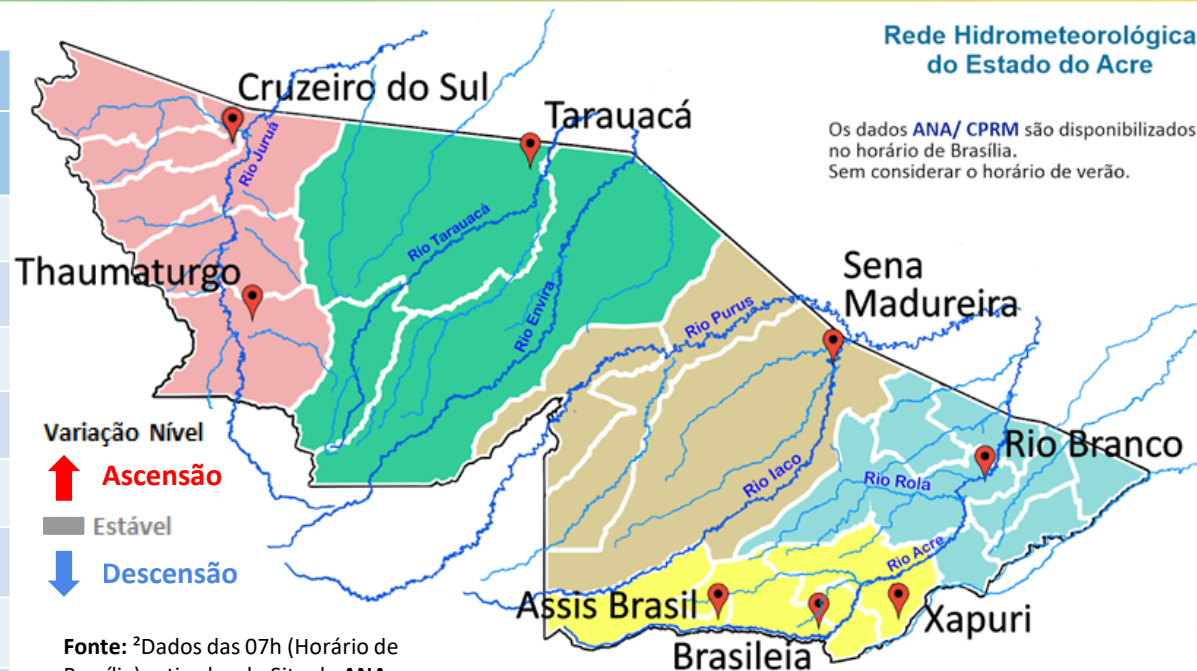 Rede Hidrometeorológica
do Estado do Acre
Os dados ANA/ CPRM são disponibilizados
no horário de Brasília.
Sem considerar o horário de verão.
Cruzeiro do Sul
Tarauacá
Rio Juruá
Rio Tarauacá
Thaumaturgo
Rio Envira
Sena
Madureira
Rio Purus
Variação Nível
Ascensão
Estável
Descensão
Rio Branco
Rio Iaco
Rio Rola
Rio Acre
Assis Brasil
Xapuri
Brasileia
Fonte: ²Dados das 07h (Horário de